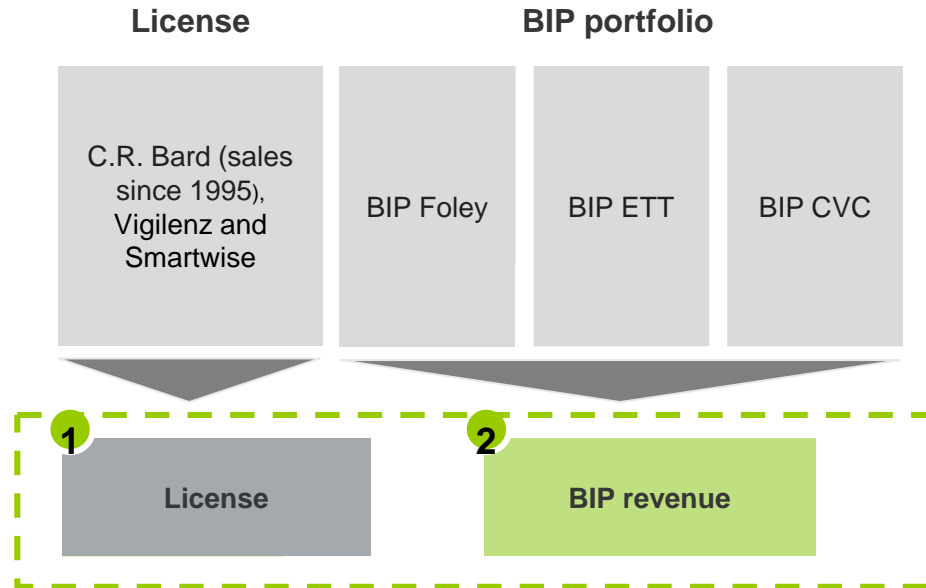 License
BIP portfolio
C.R. Bard (sales
since 1995),
Vigilenz and
Smartwise
BIP Foley
BIP ETT
BIP CVC
1
2
License
BIP revenue